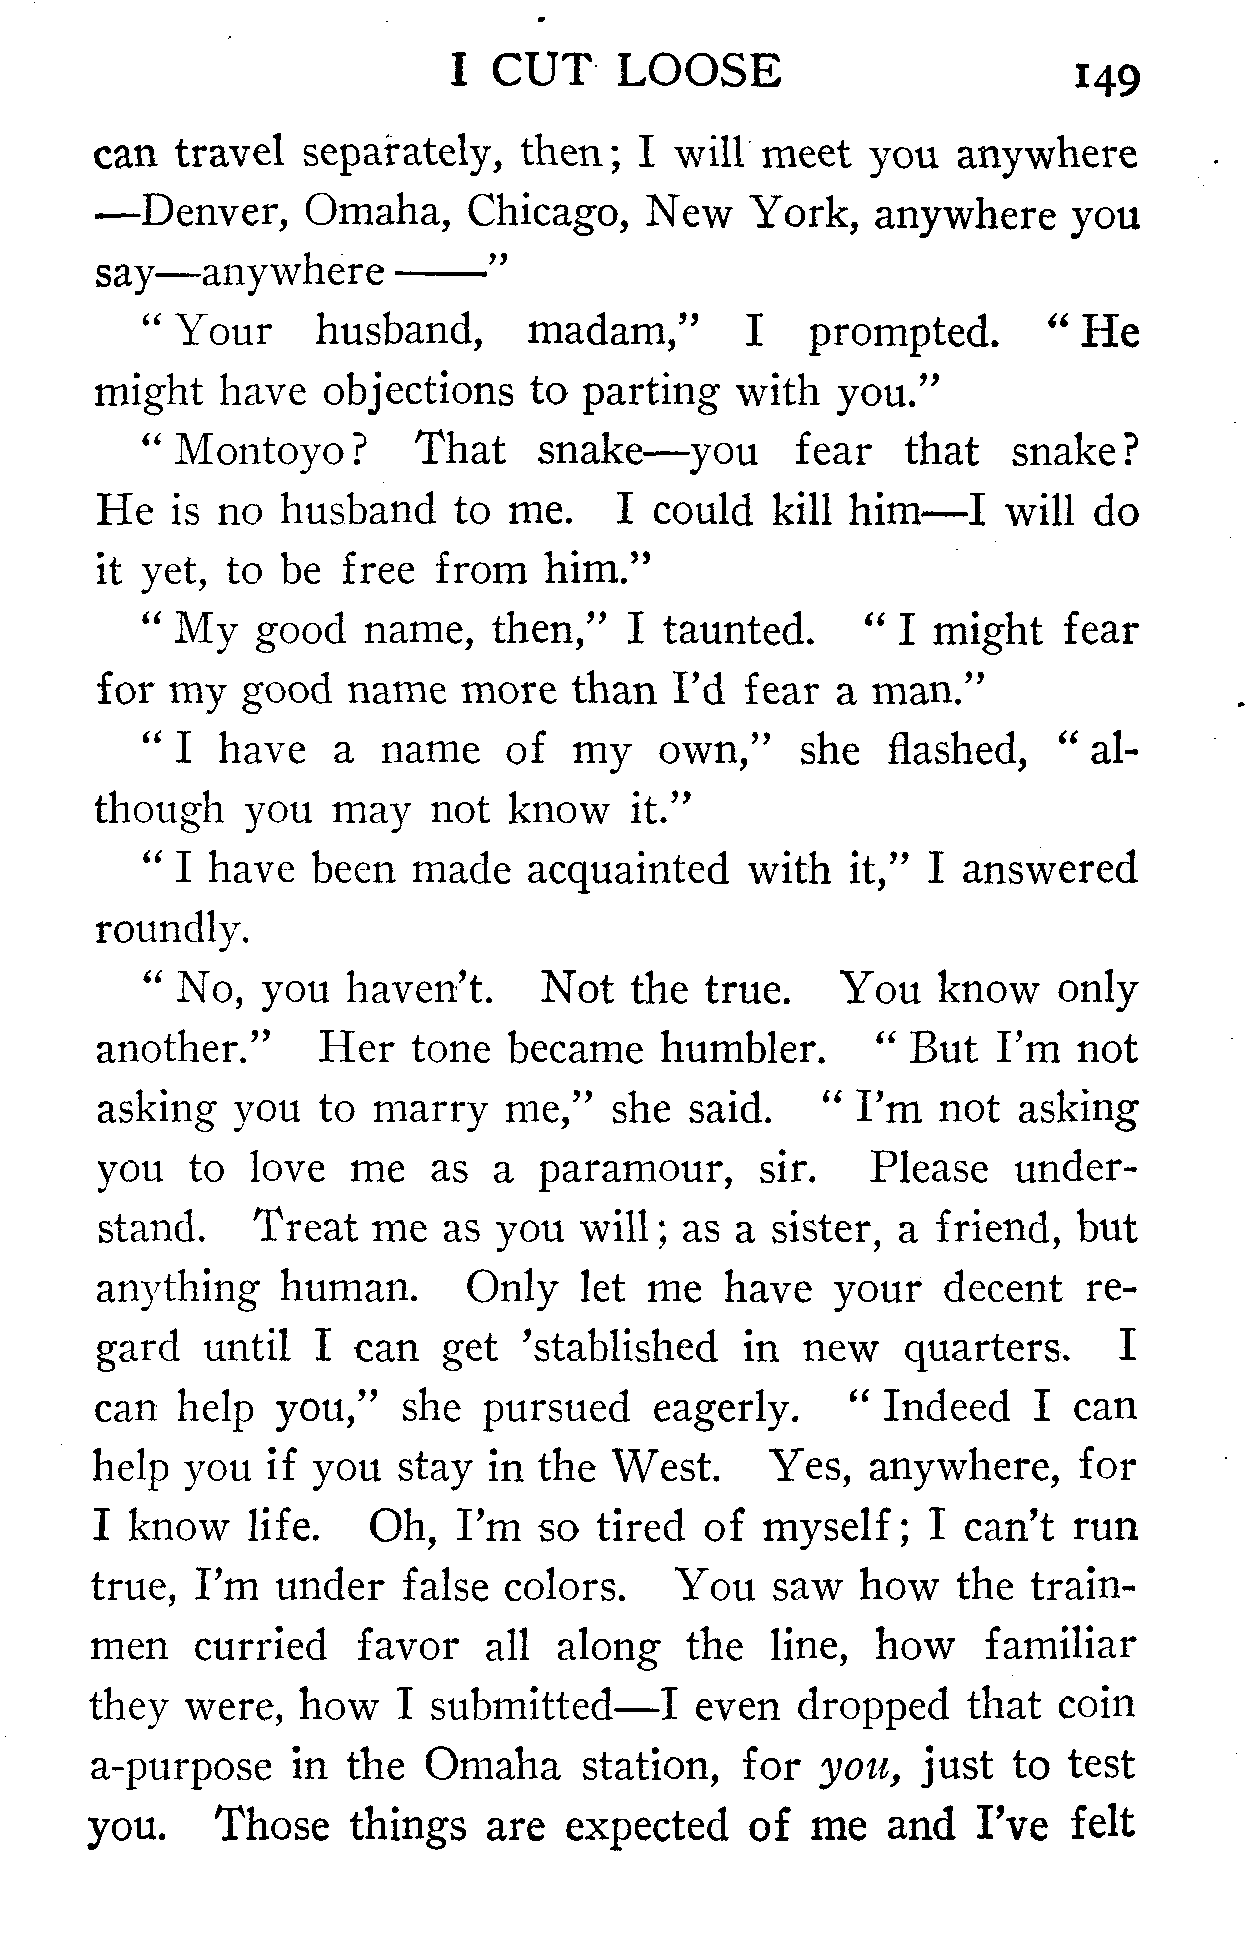 I CUT LOOSE 149
can travel separately, then; I will meet you anywhere
—Denver, Omaha, Chicago, New York, anywhere you
say—anywhere ——"
"Your husband, madam," I prompted. "He
might have objections to parting with you."
"Montoyo? That snake—you fear that snake?
He is no husband to me. I could kill him—I will do
it yet, to be free from him."
"My good name, then," I taunted. "I might fear
for my good name more than I'd fear a man."
"I have a name of my own," she flashed, "al-
though you may not know it."
"I have been made acquainted with it," I answered
roundly.
"No, you haven't. Not the true. You know only
another." Her tone became humbler. "But I'm not
asking you to marry me," she said. "I'm not asking
you to love me as a paramour, sir. Please under-
stand. Treat me as you will; as a sister, a friend, but
anything human. Only let me have your decent re-
gard until I can get 'stablished in new quarters. I
can help you," she pursued eagerly. "Indeed I can
help you if you stay in the West. Yes, anywhere, for
I know life. Oh, I'm so tired of myself; I can't run
true, I'm under false colors. You saw how the train-
men curried favor all along the line, how familiar
they were, how I submitted—I even dropped that coin
a-purpose in the Omaha station, for you, just to test
you. Those things are expected of me and I've felt